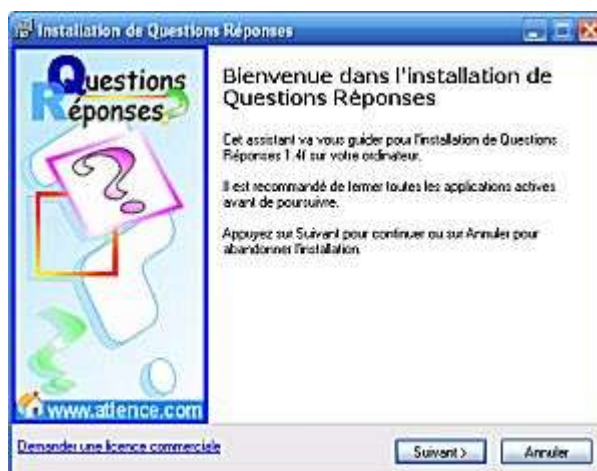 Installation de Questions Réponses
Questions
Réponses
Bienvenue dans l'installation de
Questions Réponses
Cet assistant va vous guider pour l'installation de Questions
Réponses 1.4f sur votre ordinateur.
Il est recommandé de fermer toutes les applications actives
avant de poursuivre.
Appuyez sur Suivant pour continuer ou sur Annuler pour
abandonner l'installation.
www.atlence.com
Demander une licence commerciale
Suivant >
Annuler